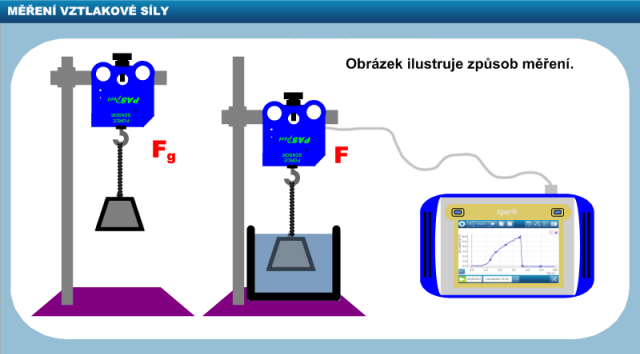 MĚŘENÍ VZTLAKOVÉ SÍLY
Obrázek ilustruje způsob měření.
PASPORT
FORCE
SENSOR
Fg
PASPORT
FORCE
SENSOR
F
spark